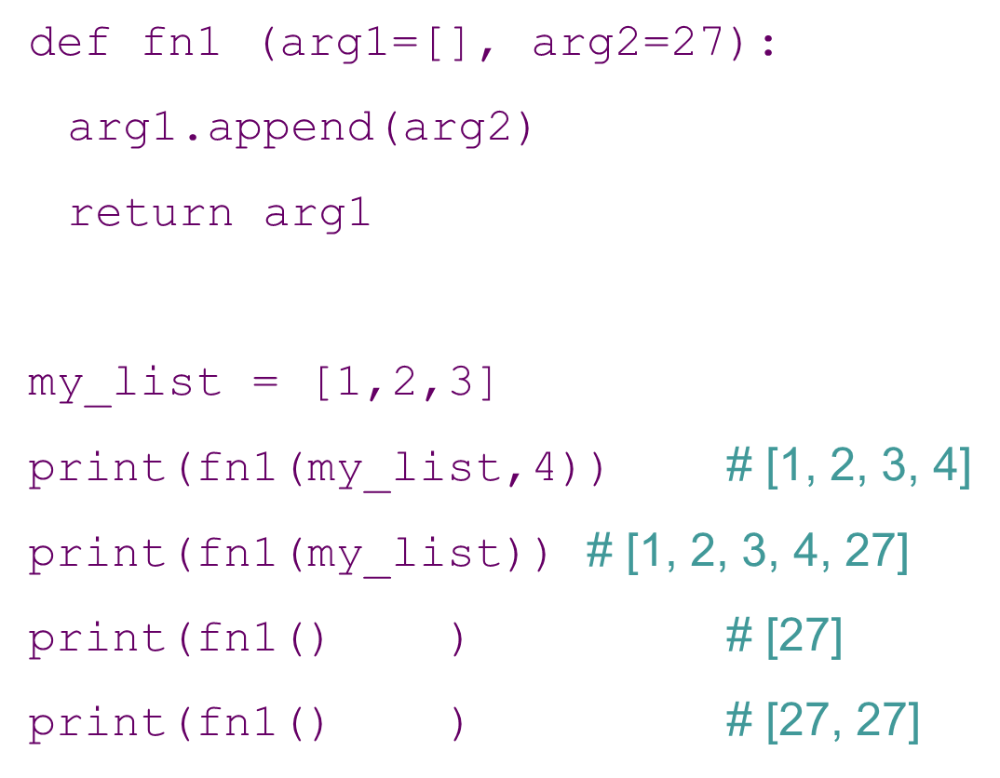 def fn1 (arg1=[], arg2=27):
arg1.append(arg2)
return arg1
my_list = [1,2,3]
print(fn1(my_list,4)) # [1, 2, 3, 4]
print(fn1(my_list)) # [1, 2, 3, 4, 27]
print(fn1() ) # [27]
print(fn1() ) # [27, 27]